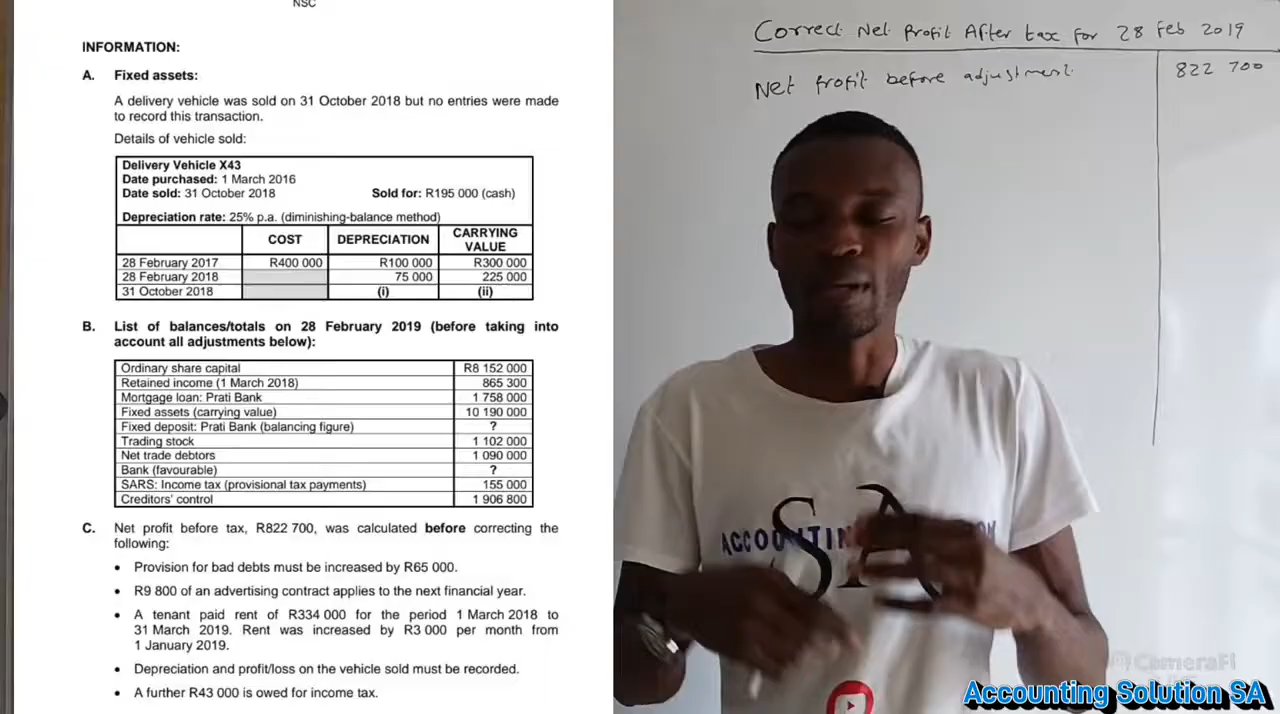 NSC
INFORMATION:
A. Fixed assets:
A delivery vehicle was sold on 31 October 2018 but no entries were made
to record this transaction.
Details of vehicle sold:
Delivery Vehicle X43
Date purchased: 1 March 2016
Date sold: 31 October 2018 Sold for: R195 000 (cash)
Depreciation rate: 25% p.a. (diminishing-balance method)
COST DEPRECIATION CARRYING VALUE
28 February 2017 R400 000 R100 000 R300 000
28 February 2018 75 000 225 000
31 October 2018 (i) (ii)
B. List of balances/totals on 28 February 2019 (before taking into
account all adjustments below):
Ordinary share capital R8 152 000
Retained income (1 March 2018) 865 300
Mortgage loan: Prati Bank 1 758 000
Fixed assets (carrying value) 10 190 000
Fixed deposit: Prati Bank (balancing figure) ?
Trading stock 1 102 000
Net trade debtors 1 090 000
Bank (favourable) ?
SARS: Income tax (provisional tax payments) 155 000
Creditors' control 1 906 800
C. Net profit before tax, R822 700, was calculated before correcting the
following:
• Provision for bad debts must be increased by R65 000.
• R9 800 of an advertising contract applies to the next financial year.
• A tenant paid rent of R334 000 for the period 1 March 2018 to
31 March 2019. Rent was increased by R3 000 per month from
1 January 2019.
• Depreciation and profit/loss on the vehicle sold must be recorded.
• A further R43 000 is owed for income tax.
Correct Net Profit After tax for 28 Feb 2019
Net profit before adjustment 822 700
SA
CameraFi
Accounting Solution SA